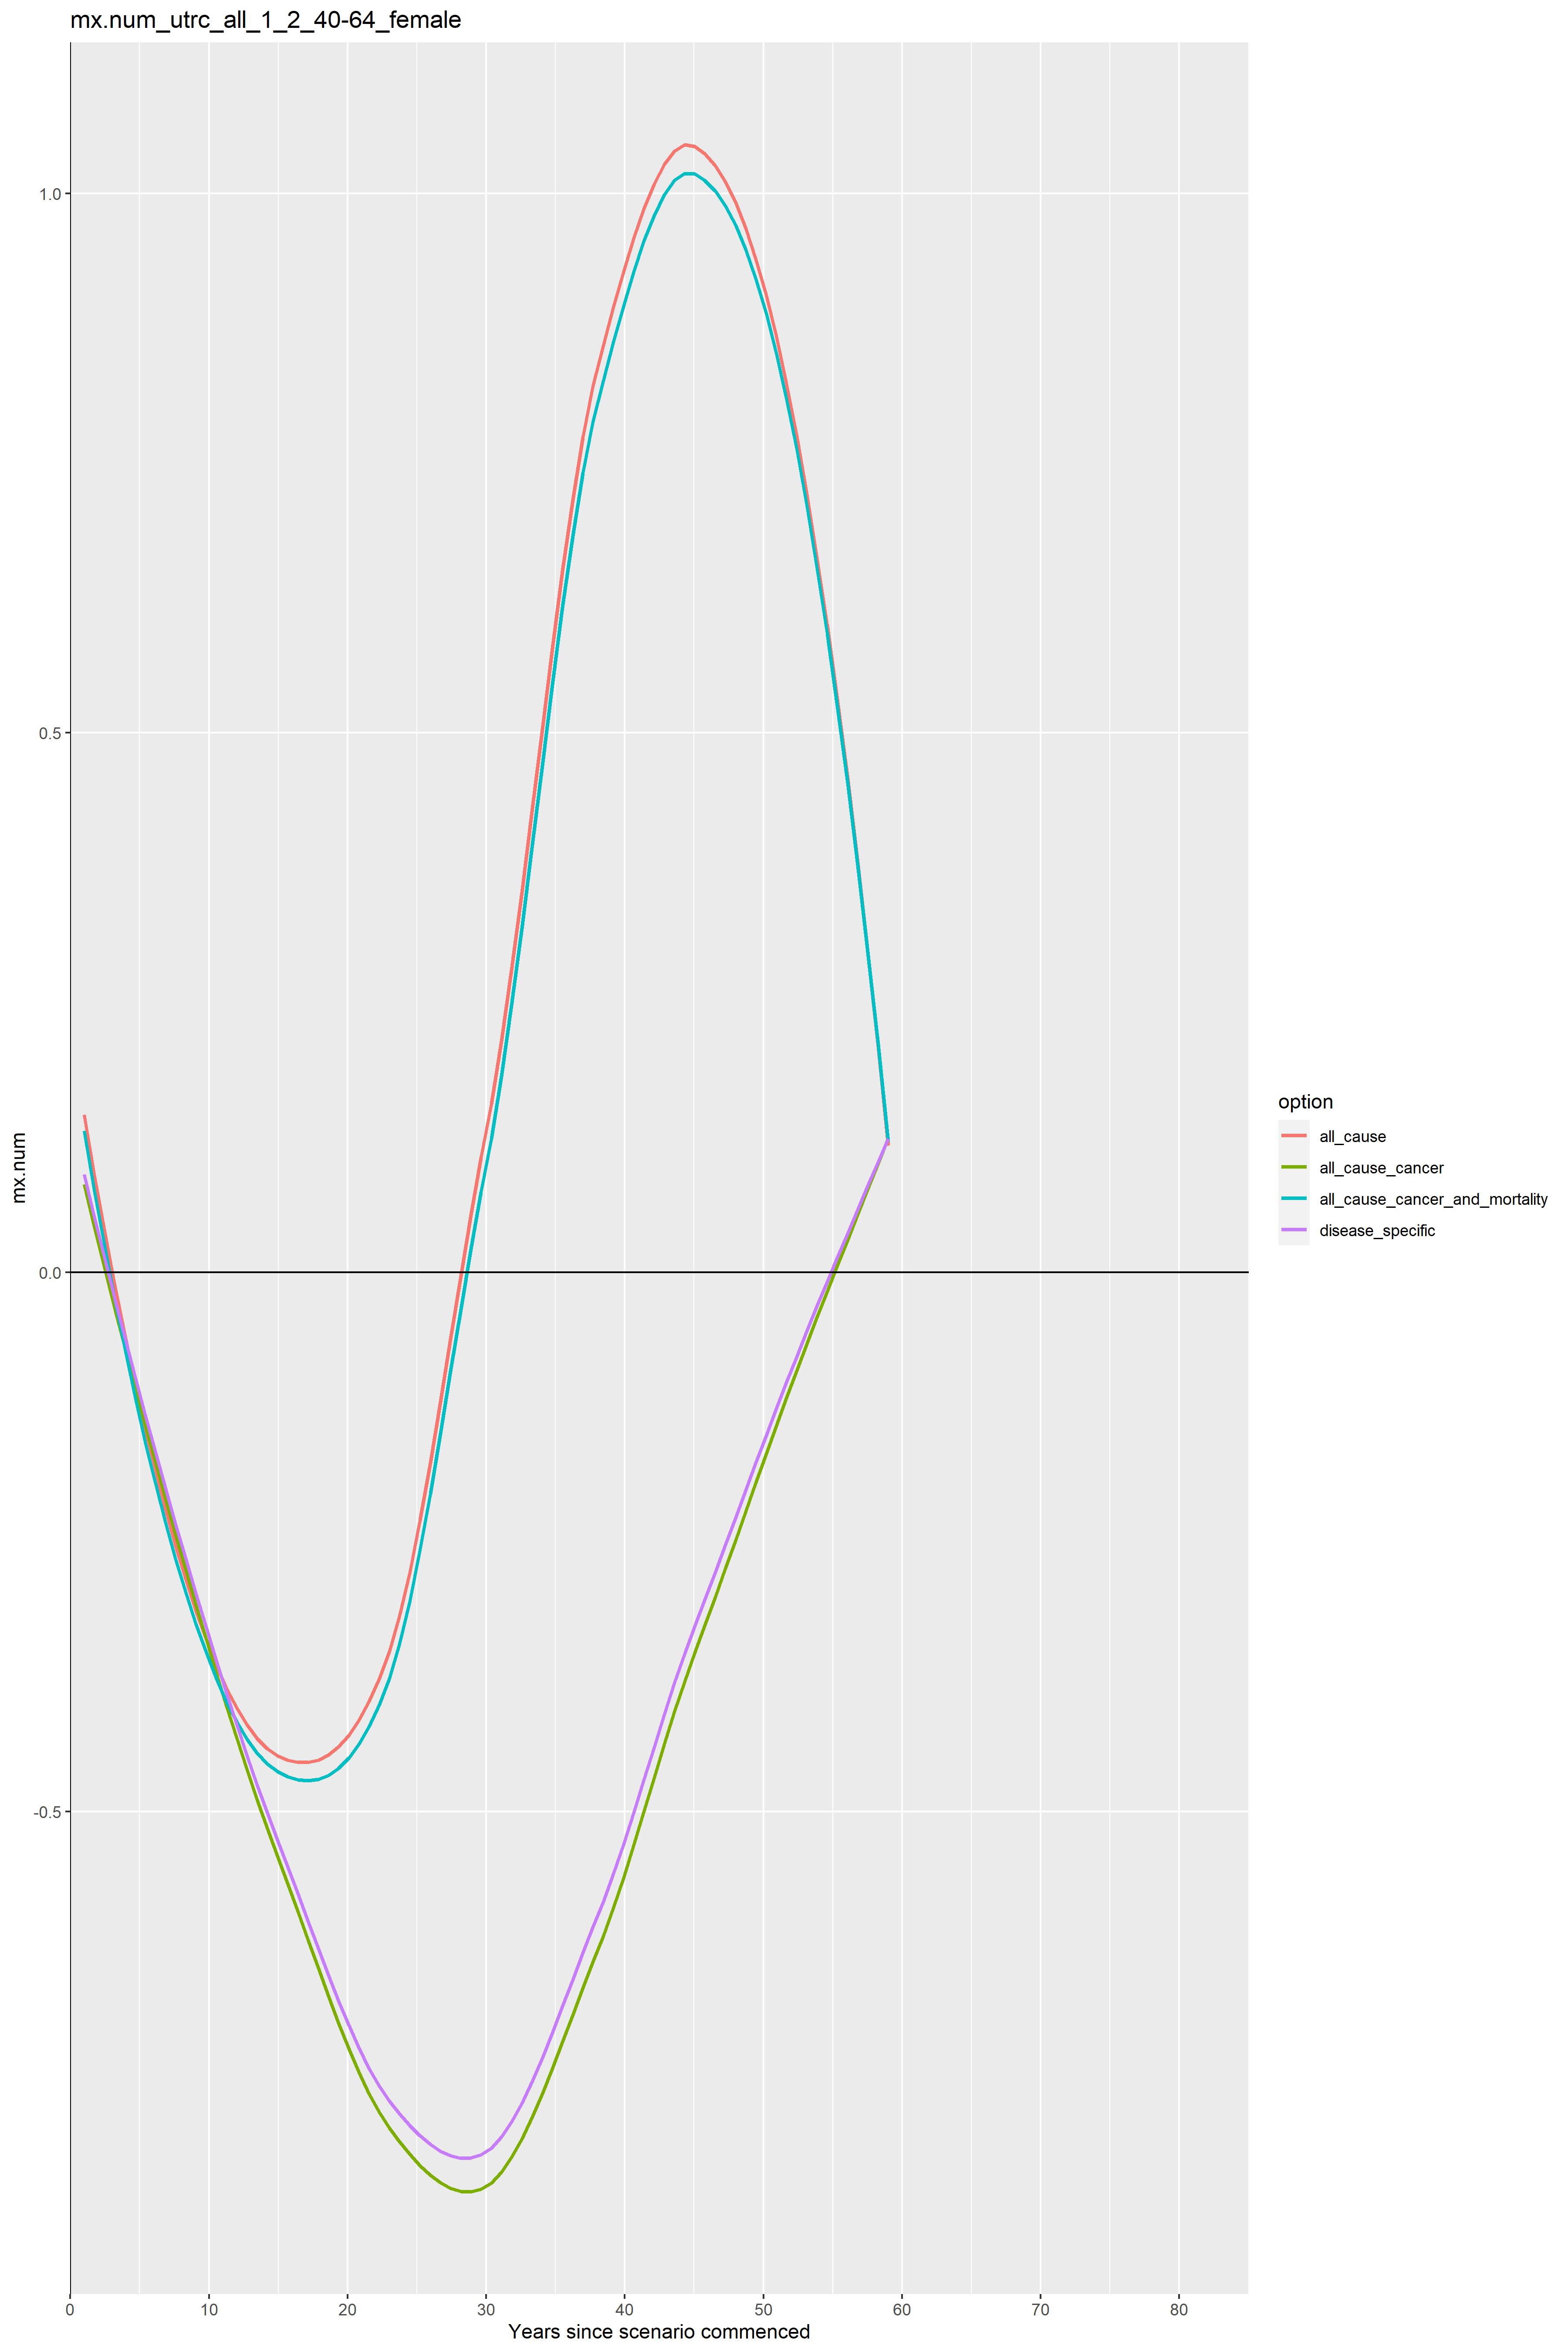 mx.num_utrc_all_1_2_40-64_female
mx.num
1.0
0.5
0.0
-0.5
0 10 20 30 40 50 60 70 80
Years since scenario commenced
option
all_cause
all_cause_cancer
all_cause_cancer_and_mortality
disease_specific